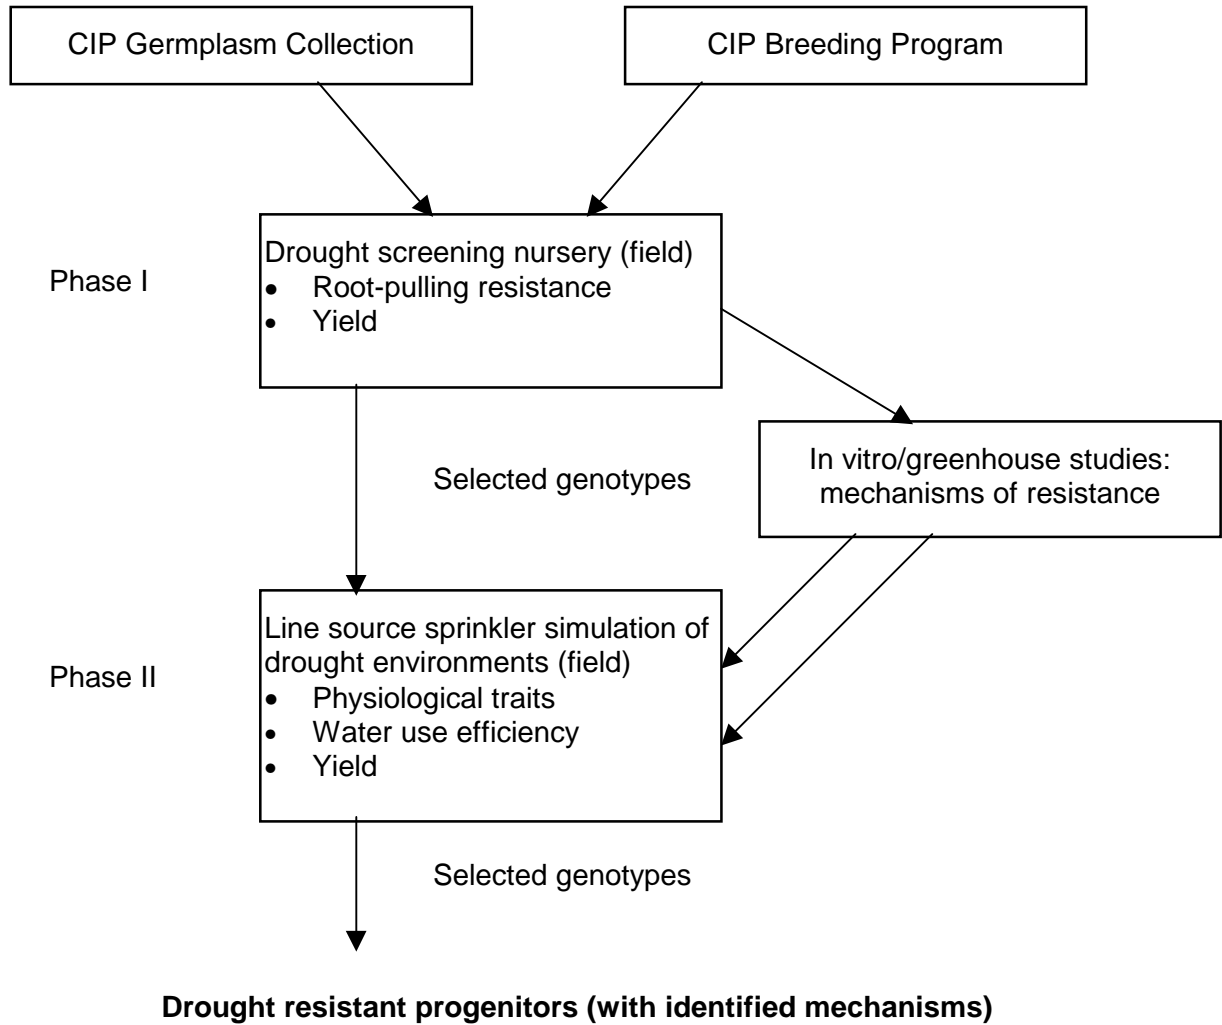 CIP Germplasm Collection
CIP Breeding Program
Phase I
Drought screening nursery (field)
• Root-pulling resistance
• Yield
Selected genotypes
In vitro/greenhouse studies:
mechanisms of resistance
Phase II
Line source sprinkler simulation of
drought environments (field)
• Physiological traits
• Water use efficiency
• Yield
Selected genotypes
Drought resistant progenitors (with identified mechanisms)